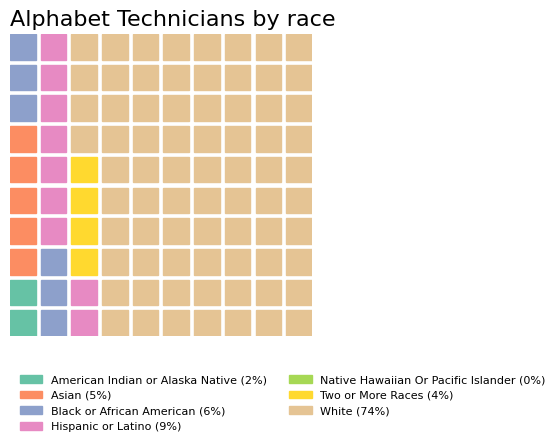 Alphabet Technicians by race
American Indian or Alaska Native (2%)
Asian (5%)
Black or African American (6%)
Hispanic or Latino (9%)
Native Hawaiian Or Pacific Islander (0%)
Two or More Races (4%)
White (74%)